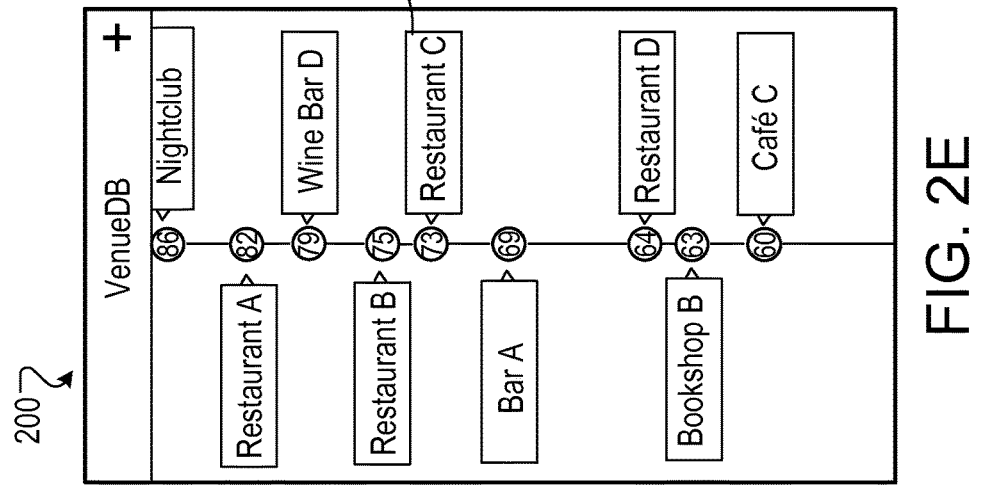 200
VenueDB +
86 Nightclub
Restaurant A 82
79 Wine Bar D
Restaurant B 75
73 Restaurant C
Bar A 69
64 Restaurant D
Bookshop B 63
60 Café C
FIG. 2E